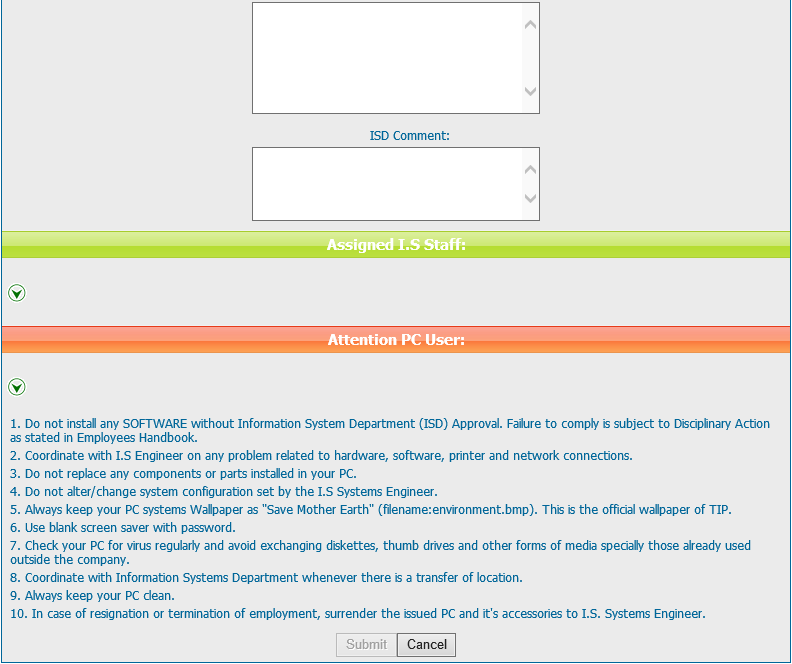 ISD Comment:
Assigned I.S Staff:
Attention PC User:
1. Do not install any SOFTWARE without Information System Department (ISD) Approval. Failure to comply is subject to Disciplinary Action
as stated in Employees Handbook.
2. Coordinate with I.S Engineer on any problem related to hardware, software, printer and network connections.
3. Do not replace any components or parts installed in your PC.
4. Do not alter/change system configuration set by the I.S Systems Engineer.
5. Always keep your PC systems Wallpaper as "Save Mother Earth" (filename:environment.bmp). This is the official wallpaper of TIP.
6. Use blank screen saver with password.
7. Check your PC for virus regularly and avoid exchanging diskettes, thumb drives and other forms of media specially those already used
outside the company.
8. Coordinate with Information Systems Department whenever there is a transfer of location.
9. Always keep your PC clean.
10. In case of resignation or termination of employment, surrender the issued PC and it's accessories to I.S. Systems Engineer.
Submit Cancel